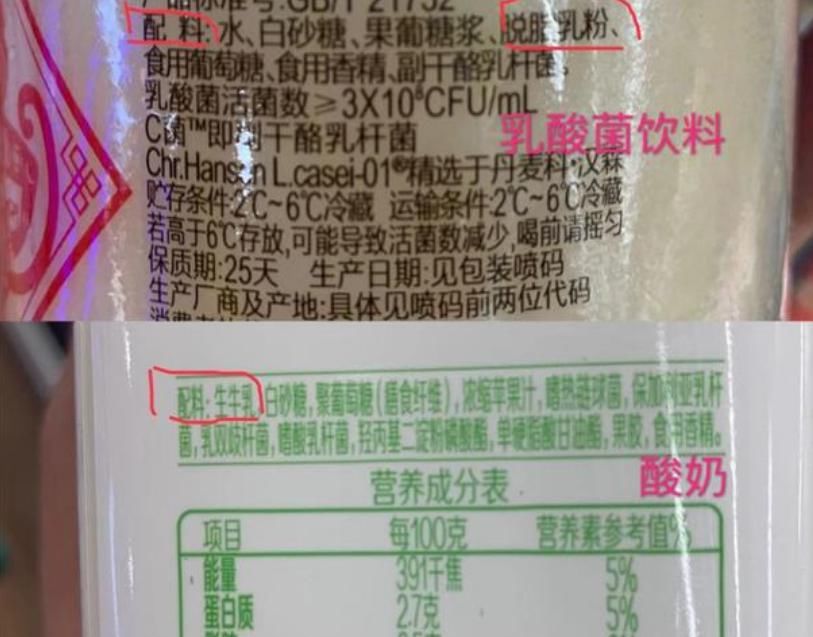 产品标准号:GB/T 21732
配 料:水、白砂糖、果葡糖浆、脱脂乳粉、
食用葡萄糖、食用香精、副干酪乳杆菌。
乳酸菌活菌数≥3X10⁸CFU/mL
C菌™即副干酪乳杆菌
乳酸菌饮料
Chr.Hansen L.casei-01®精选于丹麦科·汉森
贮存条件:2℃~6℃冷藏 运输条件:2℃~6℃冷藏
若高于6℃存放,可能导致活菌数减少,喝前请摇匀
保质期:25天 生产日期:见包装喷码
生产厂商及产地:具体见喷码前两位代码
配料:生牛乳,白砂糖,聚葡萄糖(膳食纤维),浓缩苹果汁,嗜热链球菌,保加利亚乳杆
菌,乳双歧杆菌,嗜酸乳杆菌,羟丙基二淀粉磷酸酯,单硬脂酸甘油酯,果胶,食用香精。
酸奶
营养成分表
项目 每100克 营养素参考值%
能量 391千焦 5%
蛋白质 2.7克 5%